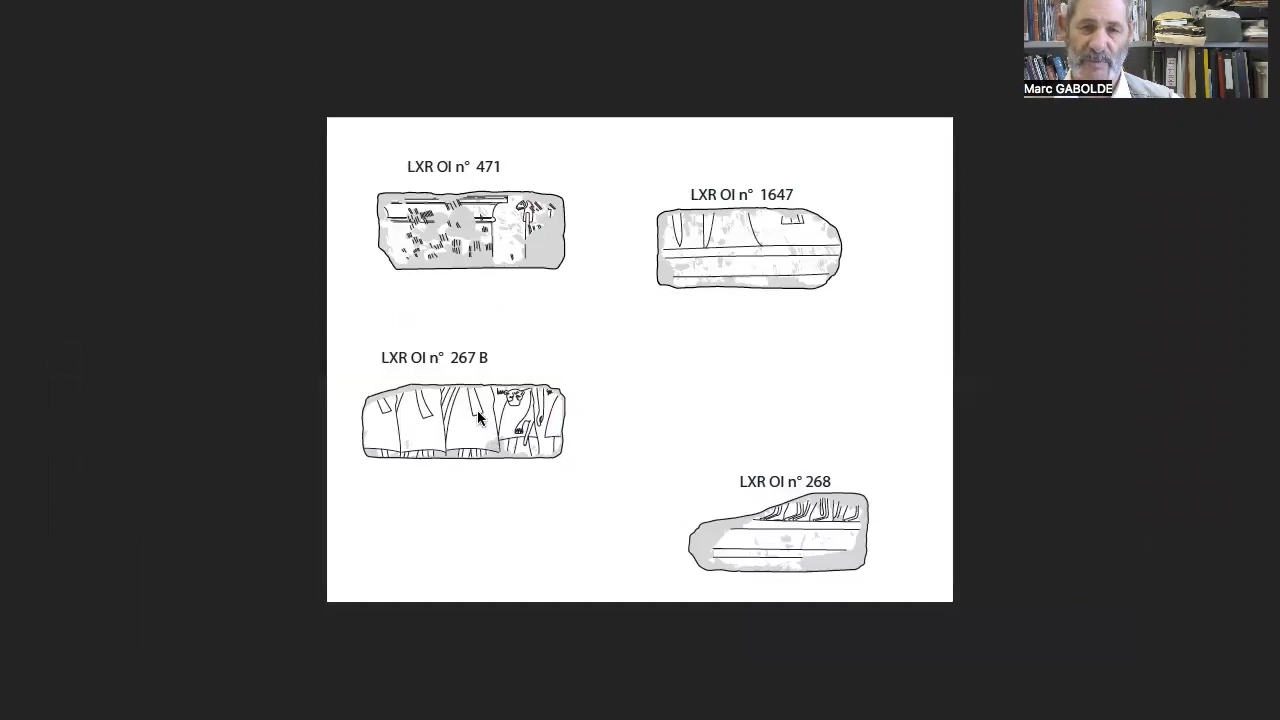 Marc GABOLDE
LXR OI n° 471
LXR OI n° 1647
LXR OI n° 267 B
LXR OI n° 268